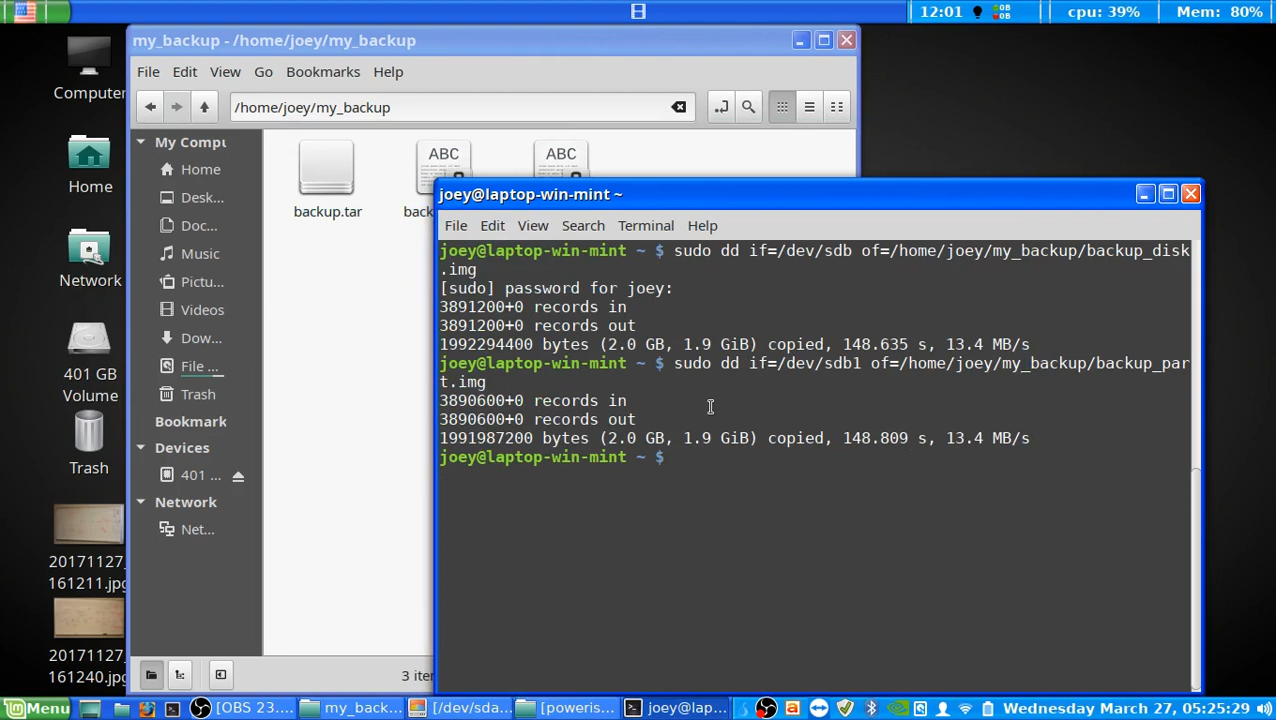 12:01
0B
0B
cpu: 39%
Mem: 80%
my_backup - /home/joey/my_backup
File Edit View Go Bookmarks Help
/home/joey/my_backup
Computer
Home
Network
401 GB
Volume
Trash
20171127_
161211.jpg
20171127_
161240.jpg
My Compu
Home
Desk...
Doc...
Music
Pictu...
Videos
Dow...
File ...
Trash
Bookmark
Devices
401 ...
Network
Net...
ABC
ABC
backup.tar
3 iter
joey@laptop-win-mint ~
File Edit View Search Terminal Help
joey@laptop-win-mint ~ $ sudo dd if=/dev/sdb of=/home/joey/my_backup/backup_disk
.img
[sudo] password for joey:
3891200+0 records in
3891200+0 records out
1992294400 bytes (2.0 GB, 1.9 GiB) copied, 148.635 s, 13.4 MB/s
joey@laptop-win-mint ~ $ sudo dd if=/dev/sdb1 of=/home/joey/my_backup/backup_par
t.img
3890600+0 records in
3890600+0 records out
1991987200 bytes (2.0 GB, 1.9 GiB) copied, 148.809 s, 13.4 MB/s
joey@laptop-win-mint ~ $
Menu
[OBS 23....
my_back...
[/dev/sda...
[poweris...
joey@lap...
Wednesday March 27, 05:25:29